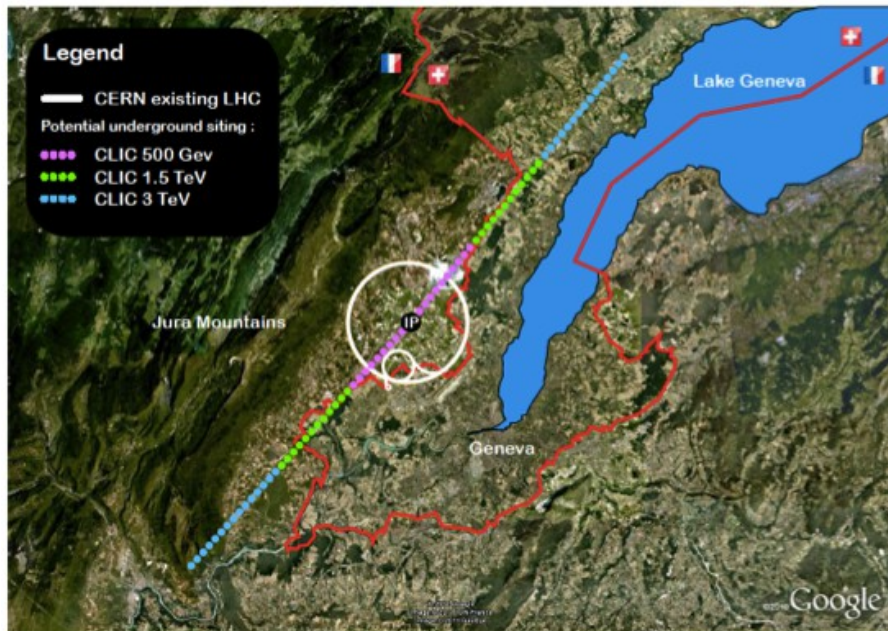 Legend
CERN existing LHC
Potential underground siting :
CLIC 500 Gev
CLIC 1.5 TeV
CLIC 3 TeV
Lake Geneva
Jura Mountains
IP
Geneva
©2010 Google